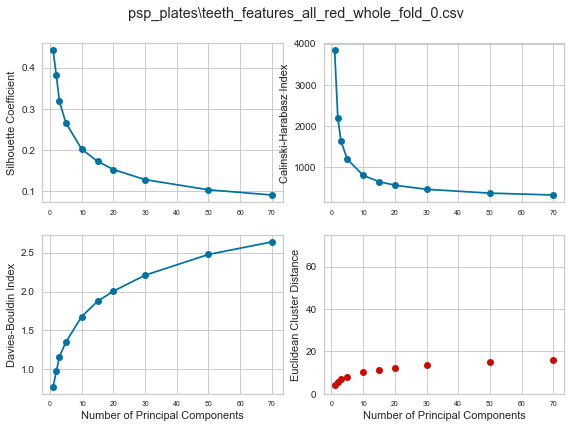 psp_plates\teeth_features_all_red_whole_fold_0.csv
Silhouette Coefficient
0.4
0.3
0.2
0.1
0 10 20 30 40 50 60 70
Calinski-Harabasz-Index
4000
3000
2000
1000
0 10 20 30 40 50 60 70
Davies-Bouldin Index
2.5
2.0
1.5
1.0
0 10 20 30 40 50 60 70
Number of Principal Components
Euclidean Cluster Distance
60
40
20
0
0 10 20 30 40 50 60 70
Number of Principal Components